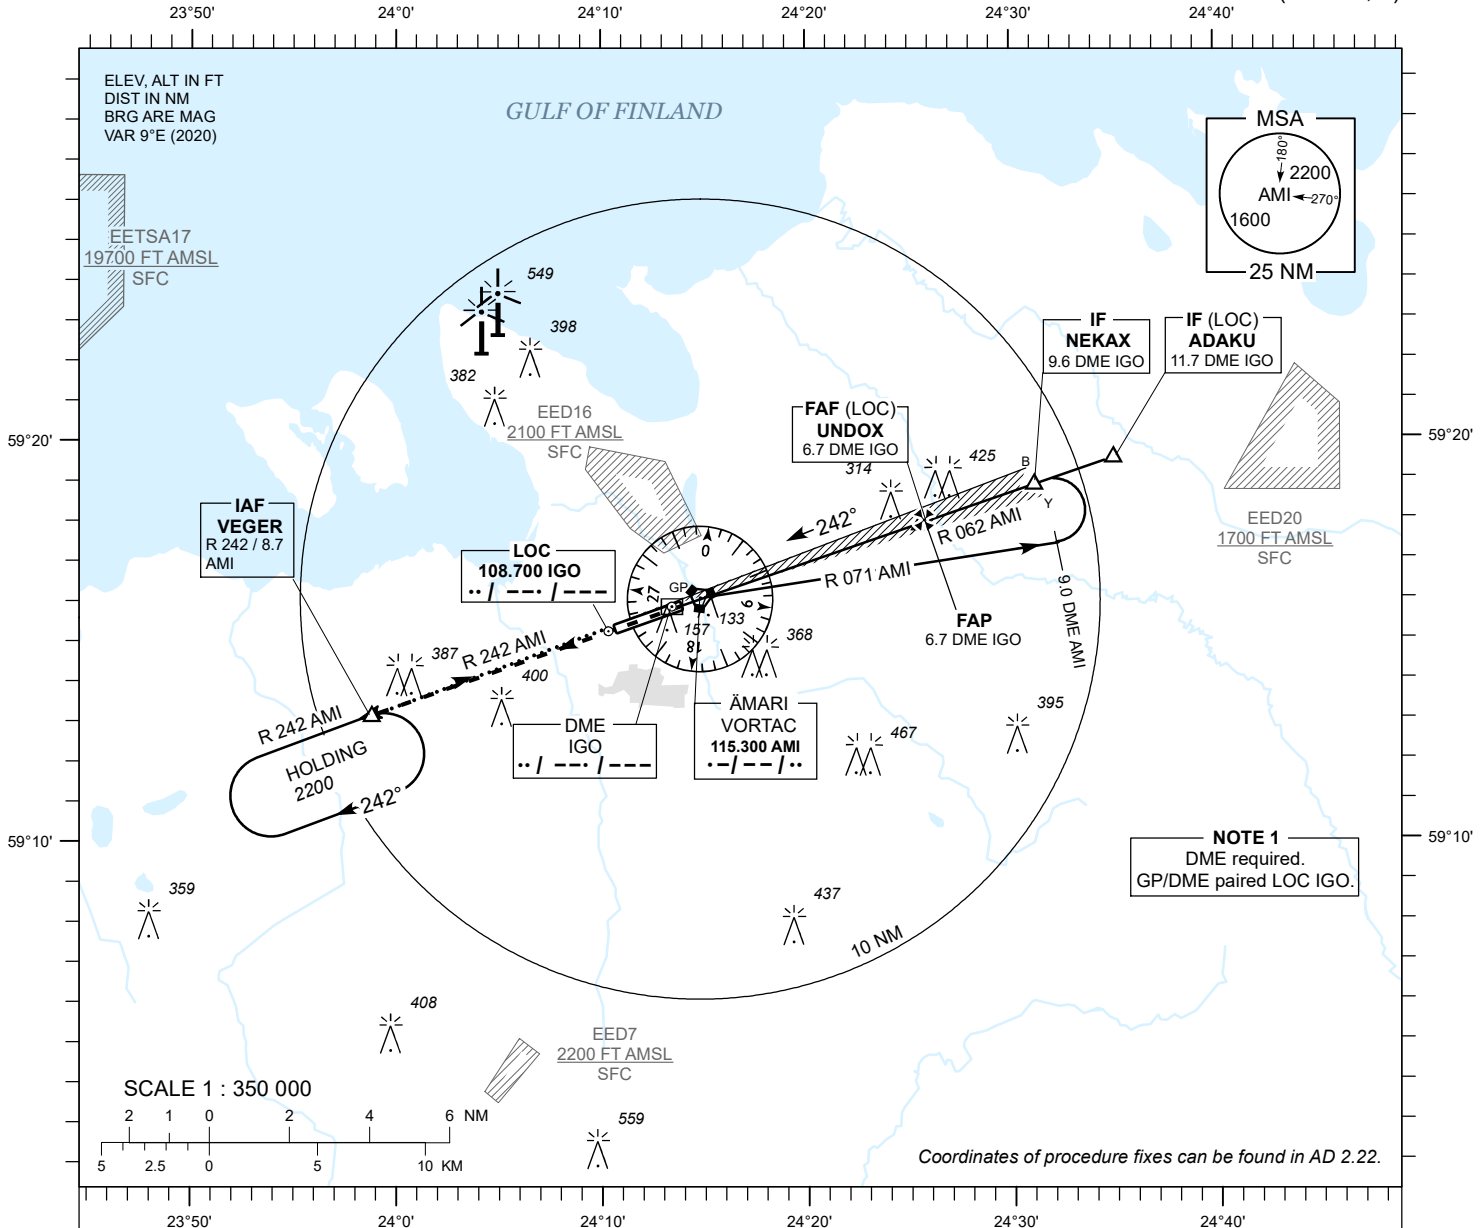 23°50'
24°0'
24°10'
24°20'
24°30'
24°40'
ELEV, ALT IN FT
DIST IN NM
BRG ARE MAG
VAR 9°E (2020)
GULF OF FINLAND
MSA
180°
2200
AMI
270°
1600
25 NM
EETSA17
19700 FT AMSL
SFC
549
398
382
IF
NEKAX
9.6 DME IGO
IF (LOC)
ADAKU
11.7 DME IGO
EED16
2100 FT AMSL
SFC
FAF (LOC)
UNDOX
6.7 DME IGO
314
425
B
Y
59°20'
59°20'
IAF
VEGER
R 242 / 8.7
AMI
242°
R 062 AMI
R 071 AMI
EED20
1700 FT AMSL
SFC
LOC
108.700 IGO
GP
0
9
18
27
133
157
368
9.0 DME AMI
FAP
6.7 DME IGO
387
R 242 AMI
400
R 242 AMI
HOLDING
2200
242°
DME
IGO
ÄMARI
VORTAC
115.300 AMI
467
395
59°10'
59°10'
NOTE 1
DME required.
GP/DME paired LOC IGO.
359
437
10 NM
408
EED7
2200 FT AMSL
SFC
559
SCALE 1 : 350 000
2 1 0 2 4 6 NM
5 2.5 0 5 10 KM
Coordinates of procedure fixes can be found in AD 2.22.
23°50'
24°0'
24°10'
24°20'
24°30'
24°40'